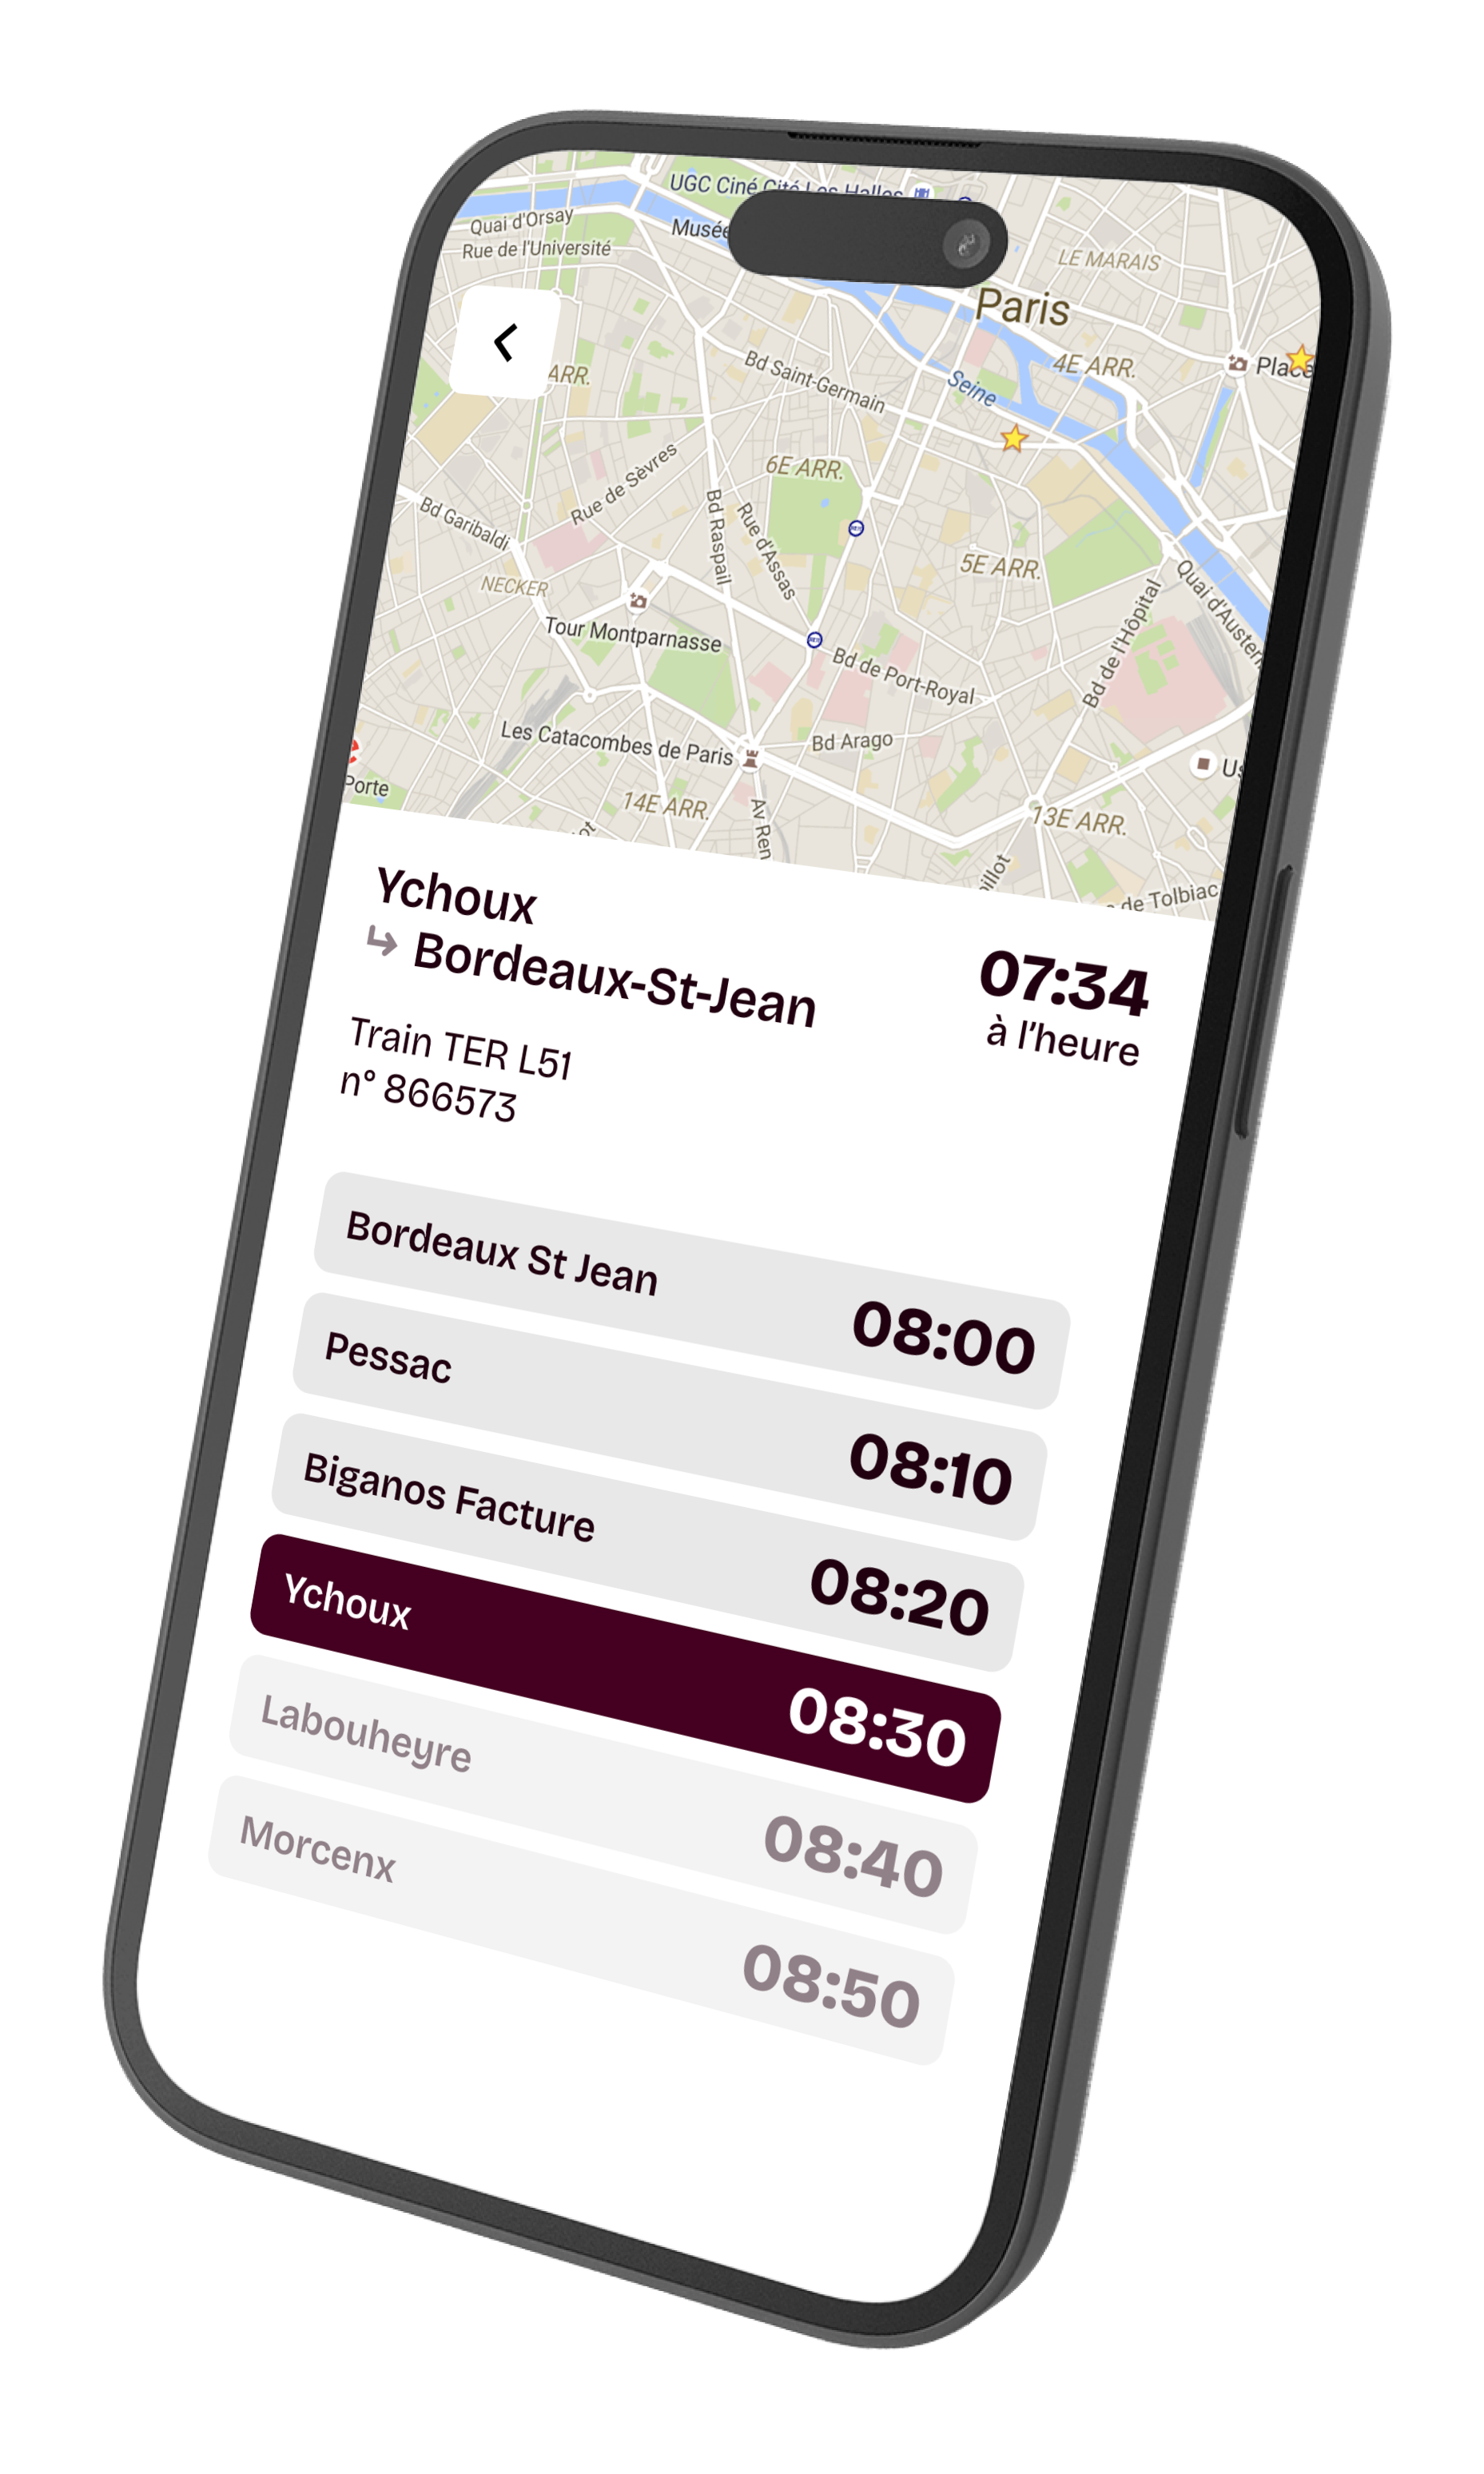 UGC Ciné Cité Les Halles
Quai d'Orsay
Musée
Rue de l'Université
LE MARAIS
Paris
4E ARR.
Place
ARR.
Bd Saint-Germain
Seine
6E ARR.
Rue de Sèvres
Bd Garibaldi
Bd Raspail
Rue d'Assas
5E ARR.
NECKER
Quai d'Austerl
Tour Montparnasse
Bd de l'Hôpital
Bd de Port-Royal
Les Catacombes de Paris
Bd Arago
Porte
14E ARR.
Av Ren
13E ARR.
de Tolbiac
Ychoux
Bordeaux-St-Jean
07:34
à l'heure
Train TER L51
n° 866573
Bordeaux St Jean
08:00
Pessac
08:10
Biganos Facture
08:20
Ychoux
08:30
Labouheyre
08:40
Morcenx
08:50